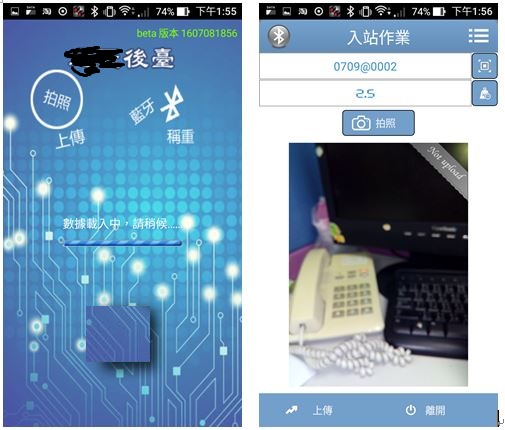 74% 下午1:55
beta 版本 1607081856
後臺
拍照
上傳
藍牙
稱重
數據載入中，請稍候......
74% 下午1:56
入站作業
0709@0002
2.5
拍照
Not upload
上傳
離開